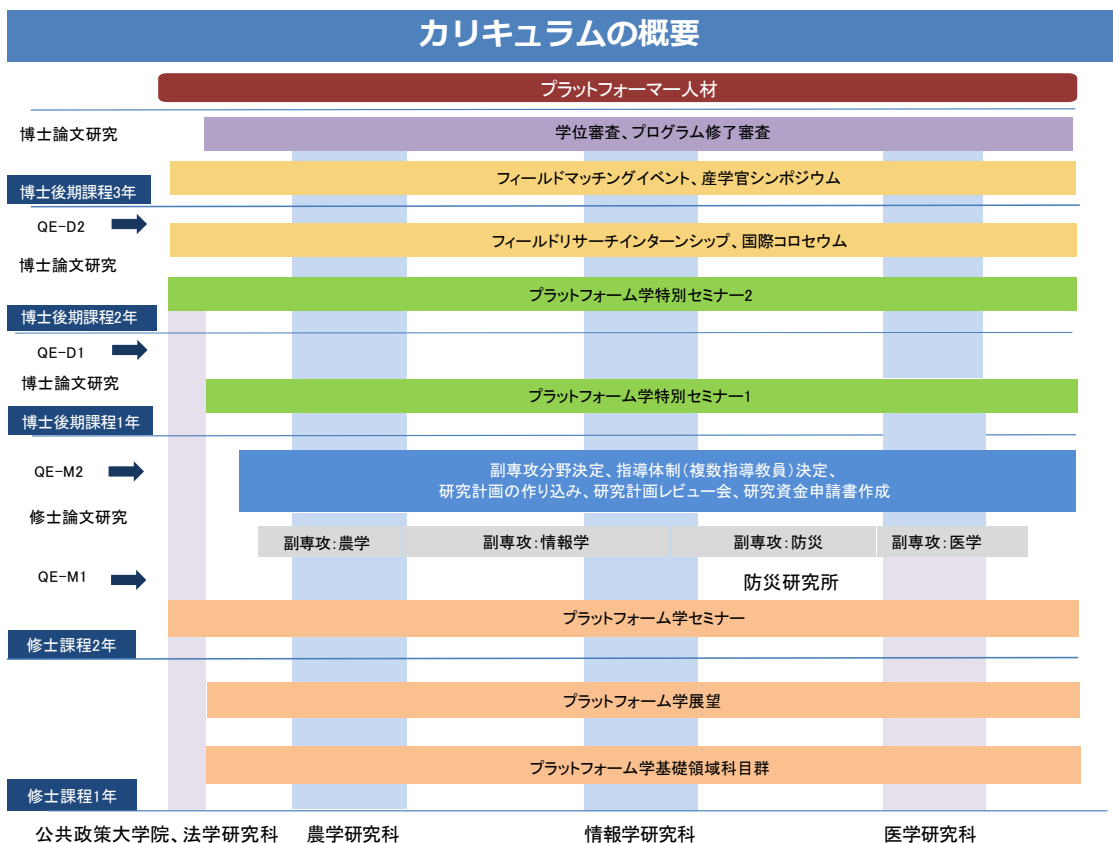 カリキュラムの概要
プラットフォーマー人材
博士論文研究
学位審査、プログラム修了審査
フィールドマッチングイベント、産学官シンポジウム
博士後期課程3年
QE-D2
フィールドリサーチインターンシップ、国際コロセウム
博士論文研究
プラットフォーム学特別セミナー2
博士後期課程2年
QE-D1
博士論文研究
プラットフォーム学特別セミナー1
博士後期課程1年
QE-M2
副専攻分野決定、指導体制(複数指導教員)決定、
研究計画の作り込み、研究計画レビュー会、研究資金申請書作成
修士論文研究
副専攻:農学
副専攻:情報学
副専攻:防災
副専攻:医学
QE-M1
防災研究所
プラットフォーム学セミナー
修士課程2年
プラットフォーム学展望
プラットフォーム学基礎領域科目群
修士課程1年
公共政策大学院、法学研究科
農学研究科
情報学研究科
医学研究科